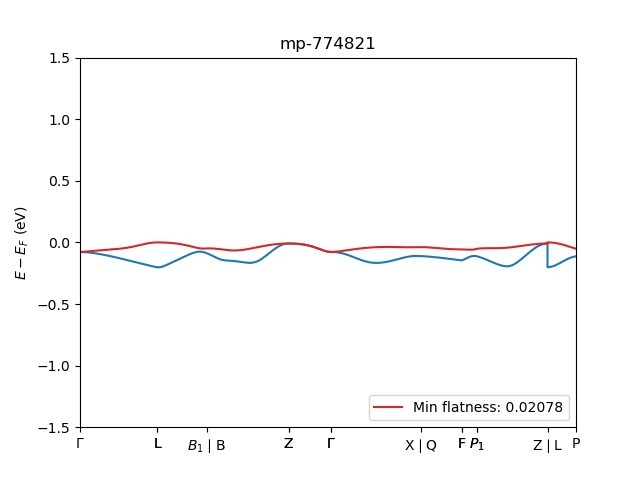 mp-774821
E − E_F (eV)
1.5
1.0
0.5
0.0
−0.5
−1.0
−1.5
Min flatness: 0.02078
Γ L B₁ | B Z Γ X | Q F P₁ Z | L P